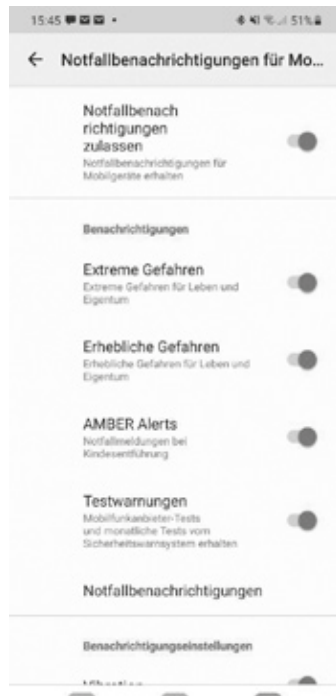 15:45
51%
← Notfallbenachrichtigungen für Mo...
Notfallbenach
richtigungen
zulassen
Notfallbenachrichtigungen für
Mobilgeräte erhalten
Benachrichtigungen
Extreme Gefahren
Extreme Gefahren für Leben und
Eigentum
Erhebliche Gefahren
Erhebliche Gefahren für Leben und
Eigentum
AMBER Alerts
Notfallmeldungen bei
Kindesentführung
Testwarnungen
Mobilfunkanbieter-Tests
und monatliche Tests vom
Sicherheitswarnsystem erhalten
Notfallbenachrichtigungen
Benachrichtigungseinstellungen
Vibration